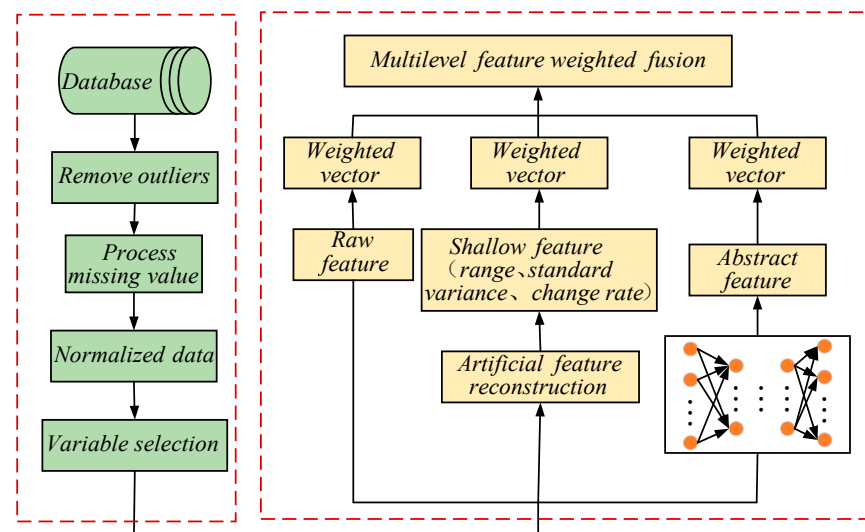 Database
Remove outliers
Process
missing value
Normalized data
Variable selection
Multilevel feature weighted fusion
Weighted
vector
Weighted
vector
Weighted
vector
Raw
feature
Shallow feature
（range、standard
variance、change rate）
Abstract
feature
Artificial feature
reconstruction